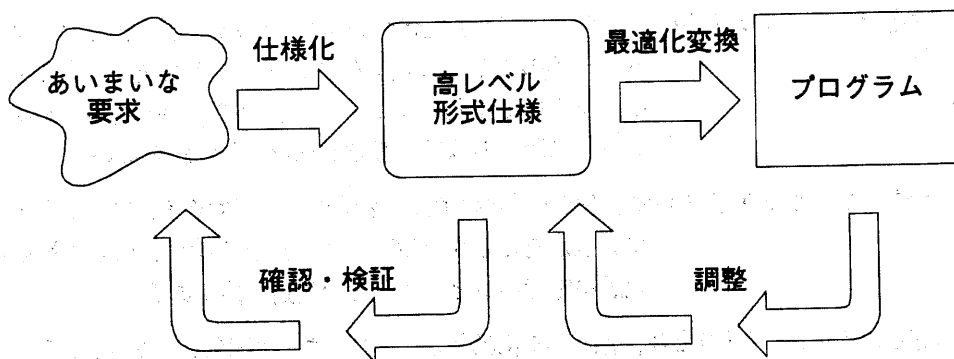 仕様化
最適化変換
あいまいな
要求
高レベル
形式仕様
プログラム
確認・検証
調整